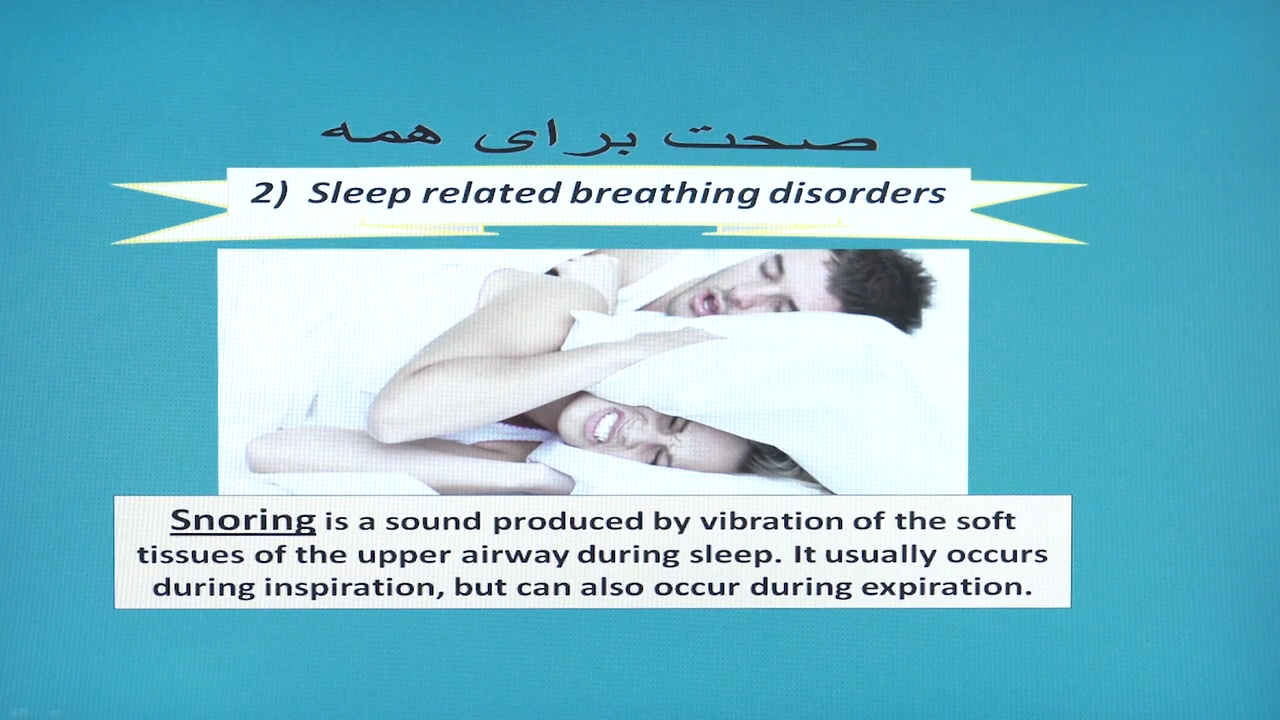 صحت برای همه
2) Sleep related breathing disorders
Snoring is a sound produced by vibration of the soft
tissues of the upper airway during sleep. It usually occurs
during inspiration, but can also occur during expiration.